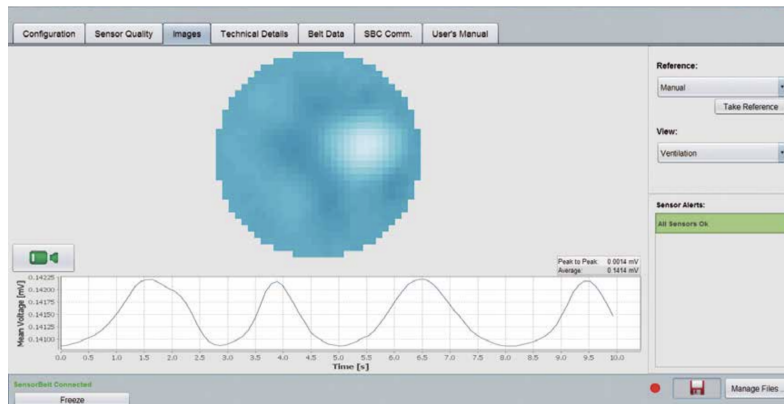 Configuration
Sensor Quality
Images
Technical Details
Belt Data
SBC Comm.
User's Manual
Reference:
Manual
Take Reference
View:
Ventilation
Sensor Alerts:
All Sensors Ok
Peak to Peak: 0.0014 mV
Average: 0.1414 mV
Mean Voltage [mV]
0.14225
0.14200
0.14175
0.14150
0.14125
0.14100
0.0 0.5 1.0 1.5 2.0 2.5 3.0 3.5 4.0 4.5 5.0 5.5 6.0 6.5 7.0 7.5 8.0 8.5 9.0 9.5 10.0
Time [s]
SensorBelt Connected
Freeze
Manage Files ..